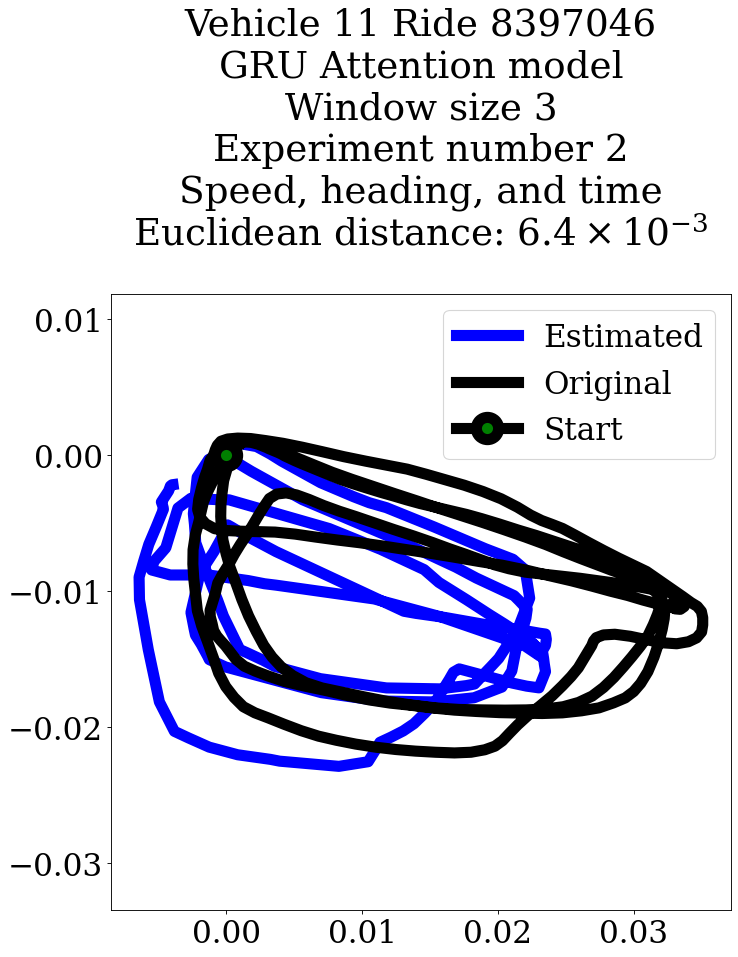 Vehicle 11 Ride 8397046
GRU Attention model
Window size 3
Experiment number 2
Speed, heading, and time
Euclidean distance: 6.4 × 10⁻³
Estimated
Original
Start
0.01
0.00
−0.01
−0.02
−0.03
0.00 0.01 0.02 0.03